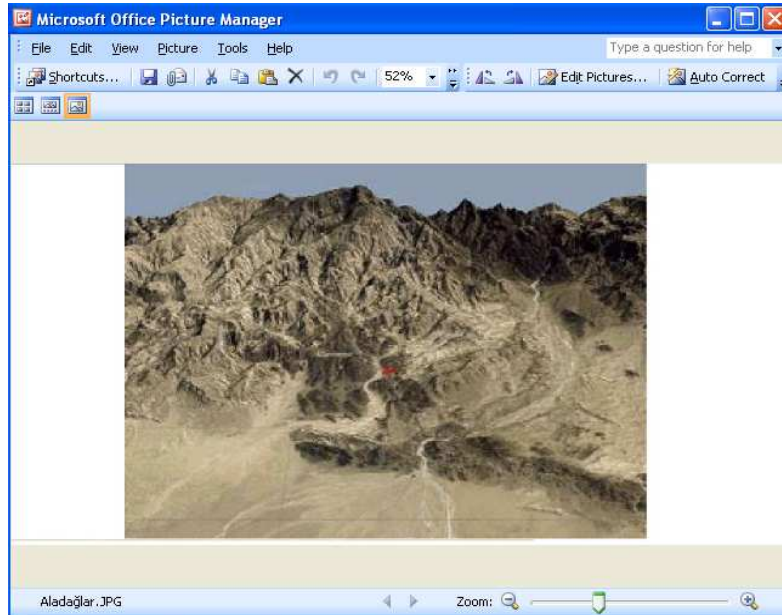 Microsoft Office Picture Manager
File Edit View Picture Tools Help
Type a question for help
Shortcuts... 52% Edit Pictures... Auto Correct
Aladağlar.JPG Zoom: